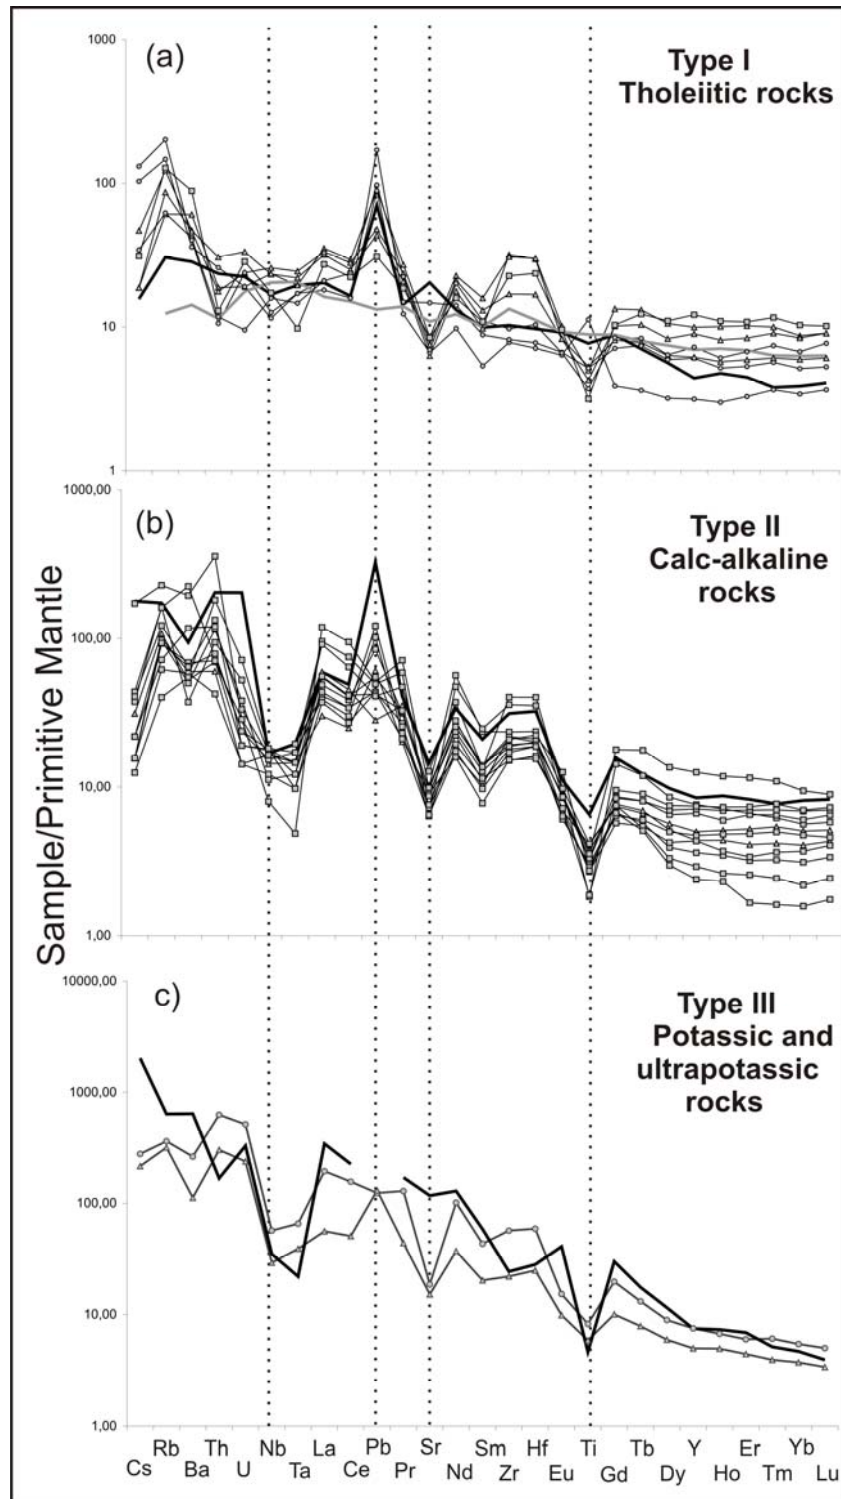 (a)
Type I
Tholeiitic rocks
1000
100
10
1
Sample/Primitive Mantle
(b)
Type II
Calc-alkaline
rocks
1000,00
100,00
10,00
1,00
c)
Type III
Potassic and
ultrapotassic
rocks
10000,00
1000,00
100,00
10,00
1,00
Rb Th Nb La Pb Sr Sm Hf Ti Tb Y Er Yb
Cs Ba U Ta Ce Pr Nd Zr Eu Gd Dy Ho Tm Lu